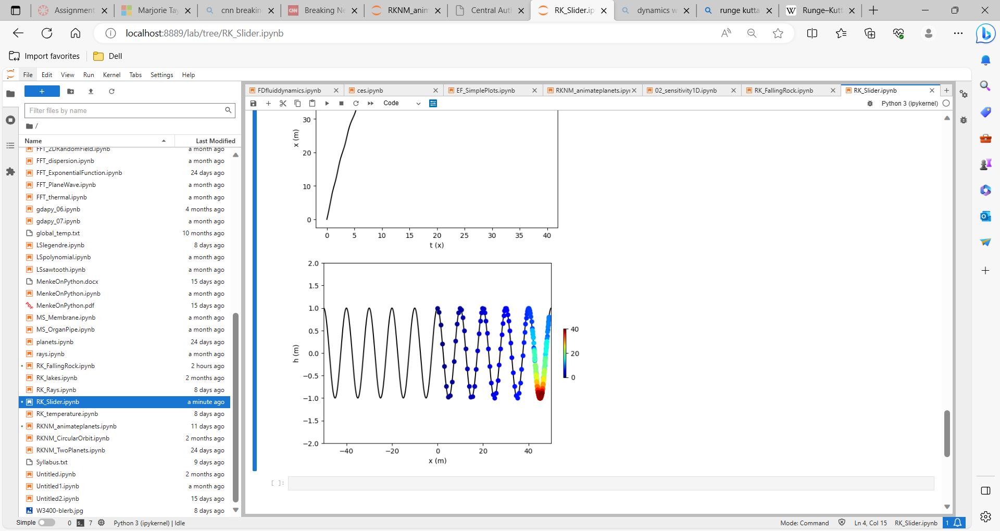 Assignment
Marjorie Tay
cnn breakin
Breaking Ne
RKNM_anim
Central Auth
RK_Slider.ip
dynamics w
runge kutta
Runge–Kutt
localhost:8889/lab/tree/RK_Slider.ipynb
Import favorites
Dell
File Edit View Run Kernel Tabs Settings Help
FDfluiddynamics.ipynb
ces.ipynb
EF_SimplePlots.ipynb
RKNM_animateplanets.ipyn
02_sensitivity1D.ipynb
RK_FallingRock.ipynb
RK_Slider.ipynb
Code
Python 3 (ipykernel)
Filter files by name
/
Name Last Modified
FFT_2DRandomField.ipynb a month ago
FFT_dispersion.ipynb a month ago
FFT_ExponentialFunction.ipynb 24 days ago
FFT_PlaneWave.ipynb a month ago
FFT_thermal.ipynb a month ago
gdapy_06.ipynb 4 months ago
gdapy_07.ipynb a month ago
global_temp.txt 10 months ago
LSlegendre.ipynb 8 days ago
LSpolynomial.ipynb a month ago
LSsawtooth.ipynb a month ago
MenkeOnPython.docx 15 days ago
MenkeOnPython.ipynb a month ago
MenkeOnPython.pdf 15 days ago
MS_Membrane.ipynb a month ago
MS_OrganPipe.ipynb a month ago
planets.ipynb 24 days ago
rays.ipynb a month ago
RK_FallingRock.ipynb 2 hours ago
RK_lakes.ipynb 2 months ago
RK_Rays.ipynb 8 days ago
RK_Slider.ipynb a minute ago
RK_temperature.ipynb 8 days ago
RKNM_animateplanets.ipynb 11 days ago
RKNM_CircularOrbit.ipynb 2 months ago
RKNM_TwoPlanets.ipynb 24 days ago
Syllabus.txt 9 days ago
Untitled.ipynb 2 months ago
Untitled1.ipynb a month ago
Untitled2.ipynb 15 days ago
W3400-blerb.jpg 8 days ago
30
20
10
0
x (m)
0 5 10 15 20 25 30 35 40
t (x)
2.0
1.5
1.0
0.5
0.0
−0.5
−1.0
−1.5
−2.0
h (m)
40
20
0
−40 −20 0 20 40
x (m)
[ ]:
Simple 0 7 Python 3 (ipykernel) | Idle
Mode: Command Ln 4, Col 15 RK_Slider.ipynb 1